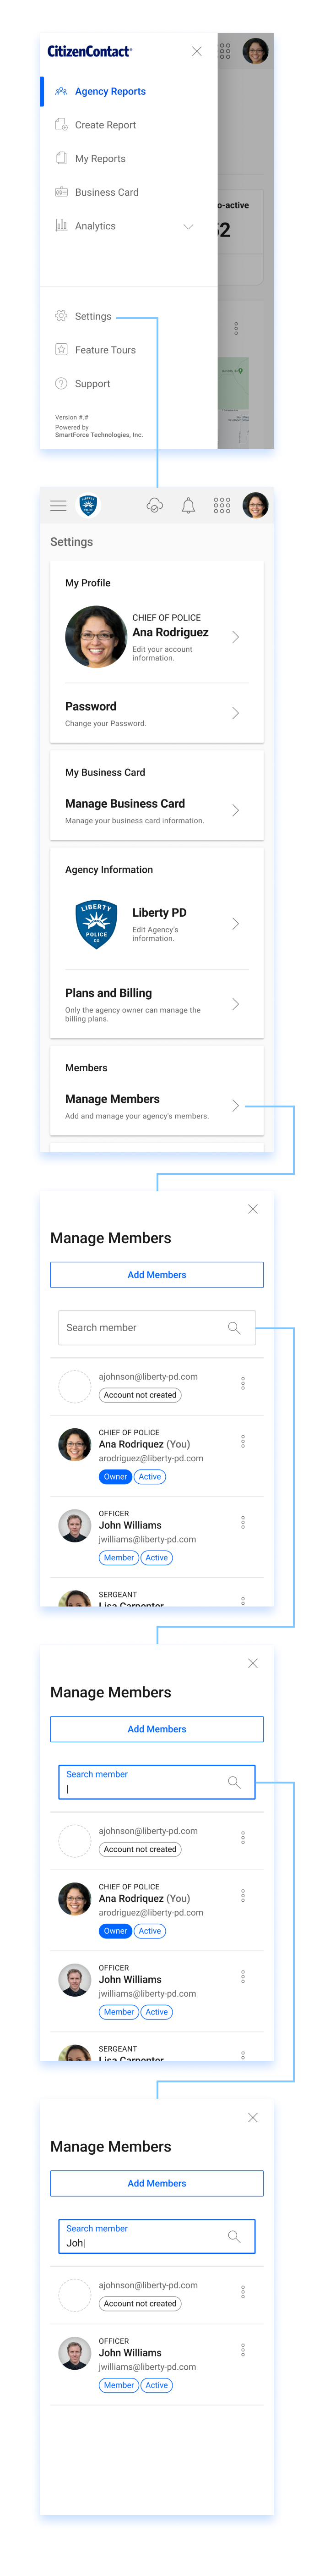 CitizenContact
Agency Reports
o-active
Create Report
52
My Reports
Business Card
Analytics
Settings
Feature Tours
Support
Version #.#
Powered by
SmartForce Technologies, Inc.
Settings
My Profile
CHIEF OF POLICE
Ana Rodriguez
Edit your account
information.
Password
Change your Password.
My Business Card
Manage Business Card
Manage your business card information.
Agency Information
LIBERTY
POLICE
CO
Liberty PD
Edit Agency's
information.
Plans and Billing
Only the agency owner can manage the
billing plans.
Members
Manage Members
Add and manage your agency's members.
Manage Members
Add Members
Search member
ajohnson@liberty-pd.com
Account not created
CHIEF OF POLICE
Ana Rodriquez (You)
arodriguez@liberty-pd.com
Owner Active
OFFICER
John Williams
jwilliams@liberty-pd.com
Member Active
SERGEANT
Lisa Carpenter
Manage Members
Add Members
Search member
ajohnson@liberty-pd.com
Account not created
CHIEF OF POLICE
Ana Rodriquez (You)
arodriguez@liberty-pd.com
Owner Active
OFFICER
John Williams
jwilliams@liberty-pd.com
Member Active
SERGEANT
Lisa Carpenter
Manage Members
Add Members
Search member
Joh
ajohnson@liberty-pd.com
Account not created
OFFICER
John Williams
jwilliams@liberty-pd.com
Member Active